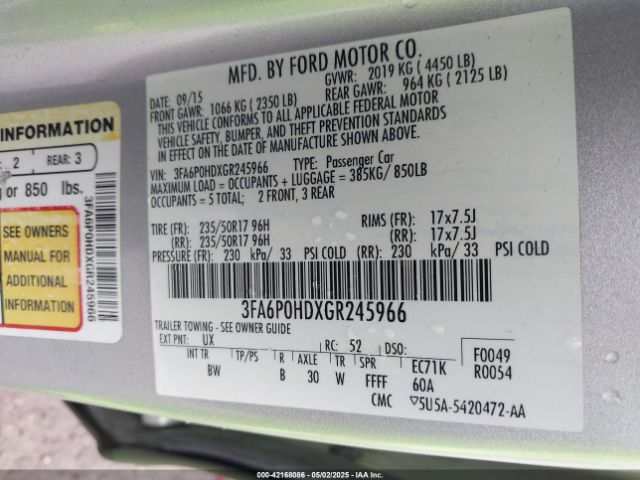 MFD. BY FORD MOTOR CO.
DATE: 09/15 GVWR: 2019 KG ( 4450 LB)
FRONT GAWR: 1066 KG ( 2350 LB) REAR GAWR: 964 KG ( 2125 LB)
THIS VEHICLE CONFORMS TO ALL APPLICABLE FEDERAL MOTOR
VEHICLE SAFETY, BUMPER, AND THEFT PREVENTION STANDARDS
IN EFFECT ON THE DATE OF MANUFACTURE SHOWN ABOVE.
VIN: 3FA6P0HDXGR245966 TYPE: Passenger Car
MAXIMUM LOAD = OCCUPANTS + LUGGAGE = 385KG/ 850LB
OCCUPANTS = 5 TOTAL; 2 FRONT, 3 REAR
TIRE (FR): 235/50R17 96H RIMS (FR): 17x7.5J
(RR): 235/50R17 96H (RR): 17x7.5J
PRESSURE (FR): 230 kPa/ 33 PSI COLD (RR): 230 kPa/ 33 PSI COLD
3FA6P0HDXGR245966
TRAILER TOWING - SEE OWNER GUIDE
EXT PNT: UX RC: 52 DSO:
INT TR TP/PS R AXLE TR SPR EC71K
BW B 30 W FFFF 60A
F0049
R0054
CMC ▽5U5A-5420472-AA
INFORMATION
: 2 REAR: 3
g or 850 lbs.
SEE OWNERS
MANUAL FOR
ADDITIONAL
INFORMATION
3FA6P0HDXGR245966
000-42168086 - 05/02/2025 - IAAI.com